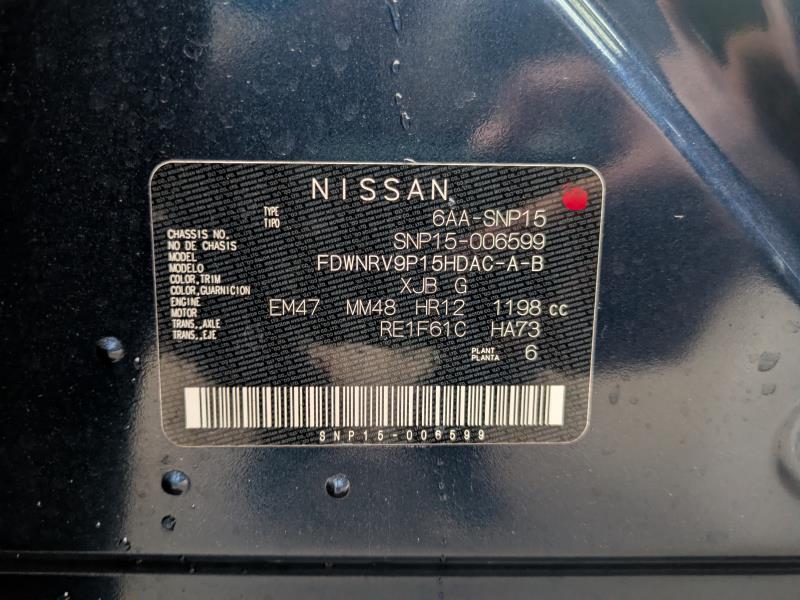 NISSAN
TYPE
TIPO
6AA-SNP15
CHASSIS NO.
NO DE CHASIS
SNP15-006599
MODEL
MODELO
FDWNRV9P15HDAC-A-B
COLOR,TRIM
COLOR,GUARNICION
XJB G
ENGINE
MOTOR
EM47 MM48 HR12 1198 cc
TRANS.,AXLE
TRANS.,EJE
RE1F61C HA73
PLANT
PLANTA
6
SNP15-006599